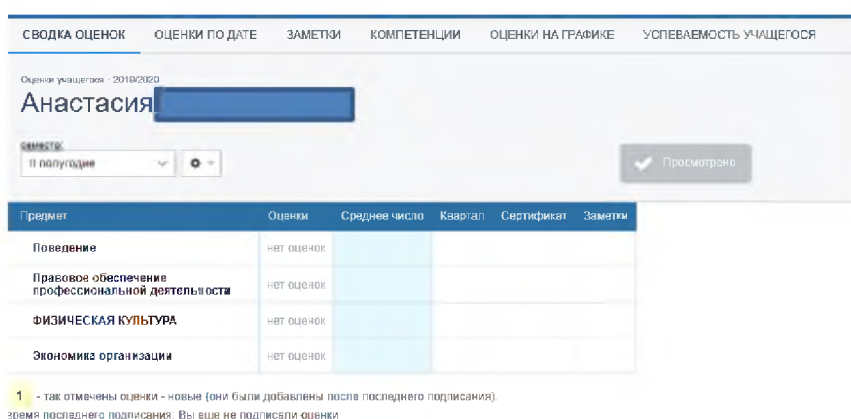 СВОДКА ОЦЕНОК ОЦЕНКИ ПО ДАТЕ ЗАМЕТКИ КОМПЕТЕНЦИИ ОЦЕНКИ НА ГРАФИКЕ УСПЕВАЕМОСТЬ УЧАЩЕГОСЯ
Оценки учащегося - 2019/2020
Анастасия
семестр:
II полугодие
Просмотрено
Предмет Оценки Среднее число Квартал Сертификат Заметки
Поведение нет оценок
Правовое обеспечение
профессиональной деятельности нет оценок
ФИЗИЧЕСКАЯ КУЛЬТУРА нет оценок
Экономика организации нет оценок
1 - так отмечены оценки - новые (они были добавлены после последнего подписания).
время последнего подписания: Вы еще не подписали оценки